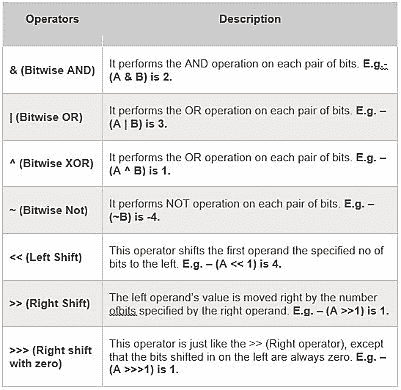 Operators Description
& (Bitwise AND) It performs the AND operation on each pair of bits. E.g.-
(A & B) is 2.
| (Bitwise OR) It performs the OR operation on each pair of bits. E.g. –
(A | B) is 3.
^ (Bitwise XOR) It performs the OR operation on each pair of bits. E.g. –
(A ^ B) is 1.
~ (Bitwise Not) It performs NOT operation on each pair of bits. E.g. –
(~B) is -4.
<< (Left Shift) This operator shifts the first operand the specified no of
bits to the left. E.g. – (A << 1) is 4.
>> (Right Shift) The left operand's value is moved right by the number
ofbits specified by the right operand. E.g. – (A >>1) is 1.
>>> (Right shift
with zero)
This operator is just like the >> (Right operator), except
that the bits shifted in on the left are always zero. E.g. –
(A >>>1) is 1.